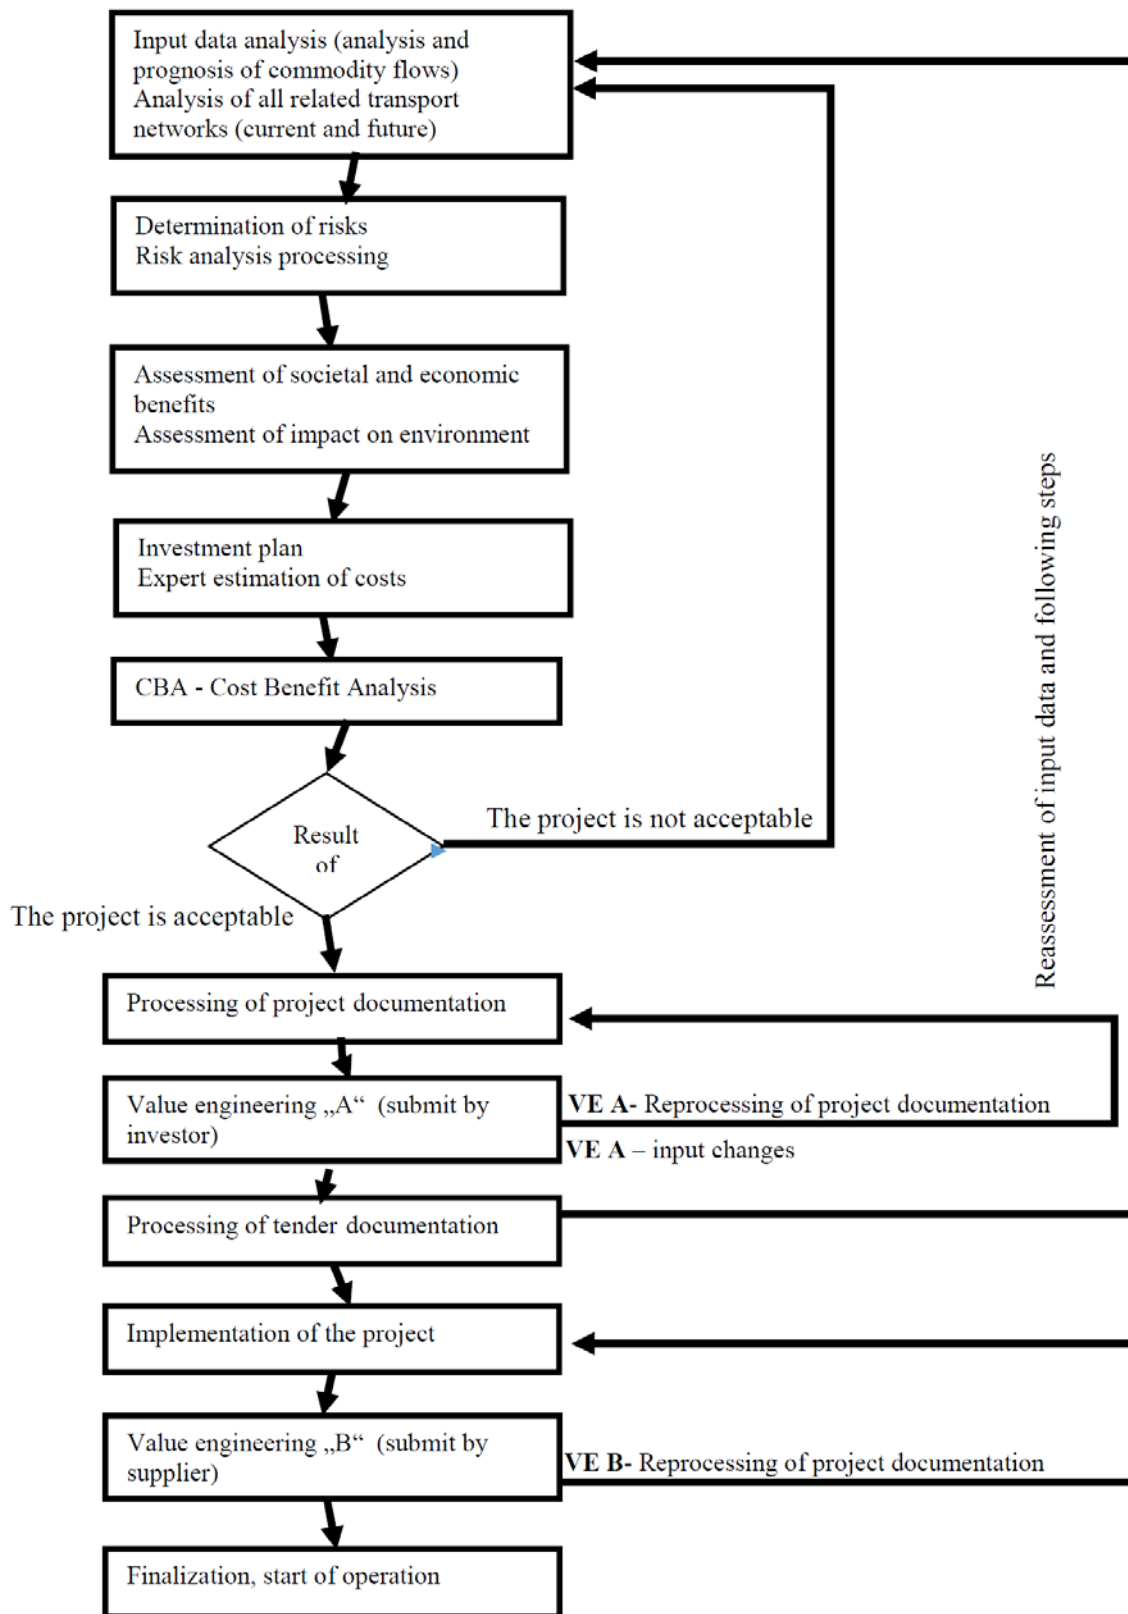 Input data analysis (analysis and
prognosis of commodity flows)
Analysis of all related transport
networks (current and future)
Determination of risks
Risk analysis processing
Assessment of societal and economic
benefits
Assessment of impact on environment
Investment plan
Expert estimation of costs
CBA - Cost Benefit Analysis
Result
of
The project is not acceptable
The project is acceptable
Reassessment of input data and following steps
Processing of project documentation
Value engineering „A“ (submit by
investor)
VE A- Reprocessing of project documentation
VE A – input changes
Processing of tender documentation
Implementation of the project
Value engineering „B“ (submit by
supplier)
VE B- Reprocessing of project documentation
Finalization, start of operation